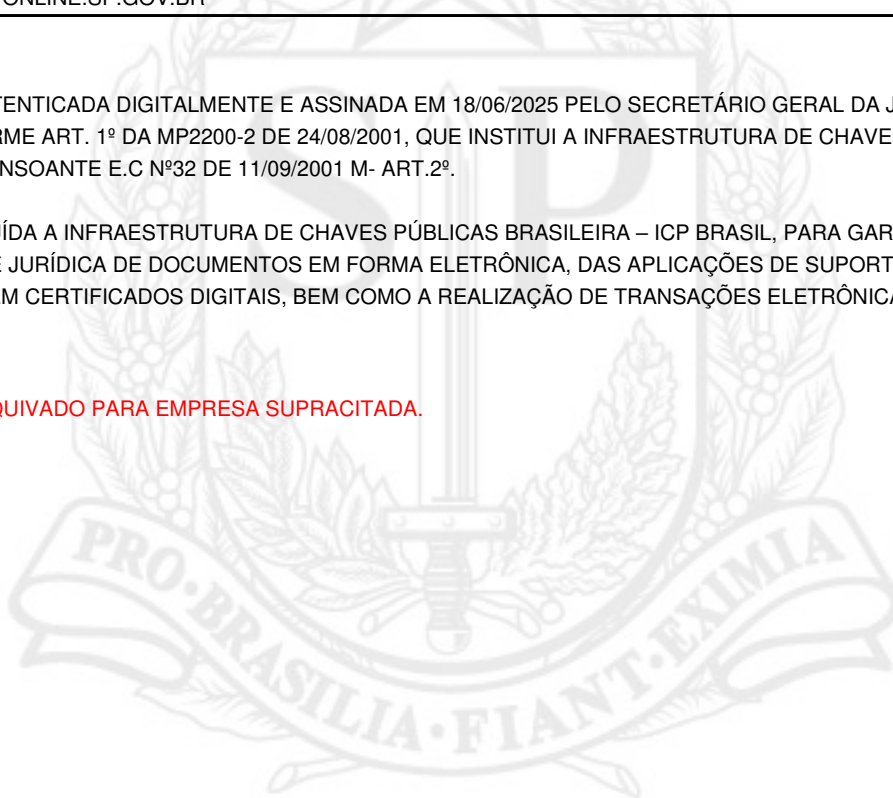 ONLINE.SP.GOV.BR
TENTICADA DIGITALMENTE E ASSINADA EM 18/06/2025 PELO SECRETÁRIO GERAL DA J
RME ART. 1º DA MP2200-2 DE 24/08/2001, QUE INSTITUI A INFRAESTRUTURA DE CHAVE
NSOANTE E.C Nº32 DE 11/09/2001 M- ART.2º.
UÍDA A INFRAESTRUTURA DE CHAVES PÚBLICAS BRASILEIRA – ICP BRASIL, PARA GAR
E JURÍDICA DE DOCUMENTOS EM FORMA ELETRÔNICA, DAS APLICAÇÕES DE SUPORT
EM CERTIFICADOS DIGITAIS, BEM COMO A REALIZAÇÃO DE TRANSAÇÕES ELETRÔNICA
QUIVADO PARA EMPRESA SUPRACITADA.
SP
PRO·BRASILIA·FIANT·EXIMIA